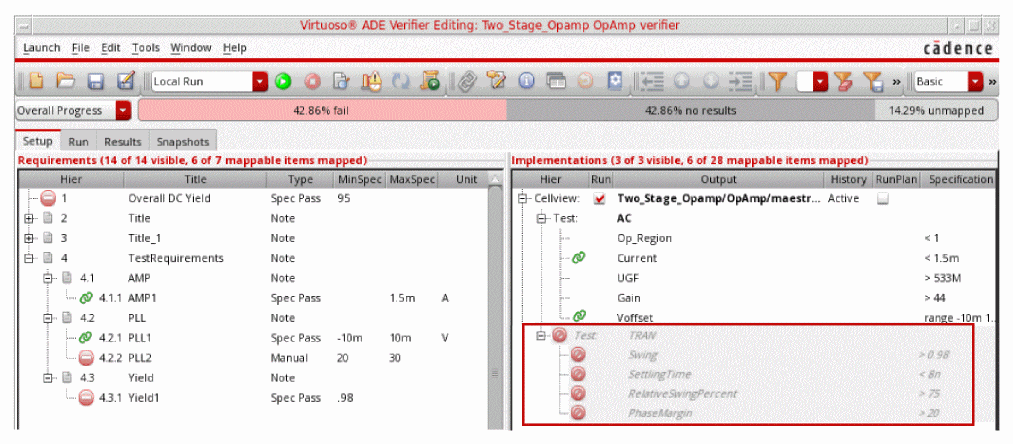 Virtuoso® ADE Verifier Editing: Two_Stage_Opamp OpAmp verifier
Launch File Edit Tools Window Help
cādence
Local Run
» Basic »
Overall Progress 42.86% fail 42.86% no results 14.29% unmapped
Setup Run Results Snapshots
Requirements (14 of 14 visible, 6 of 7 mappable items mapped)
Hier Title Type MinSpec MaxSpec Unit
1 Overall DC Yield Spec Pass 95
2 Title Note
3 Title_1 Note
4 TestRequirements Note
4.1 AMP Note
4.1.1 AMP1 Spec Pass 1.5m A
4.2 PLL Note
4.2.1 PLL1 Spec Pass -10m 10m V
4.2.2 PLL2 Manual 20 30
4.3 Yield Note
4.3.1 Yield1 Spec Pass .98
Implementations (3 of 3 visible, 6 of 28 mappable items mapped)
Hier Run Output History RunPlan Specification
Cellview: Two_Stage_Opamp/OpAmp/maestr... Active
Test: AC
Op_Region < 1
Current < 1.5m
UGF > 533M
Gain > 44
Voffset range -10m 1..
Test: TRAN
Swing > 0.98
SettlingTime < 8n
RelativeSwingPercent > 75
PhaseMargin > 20